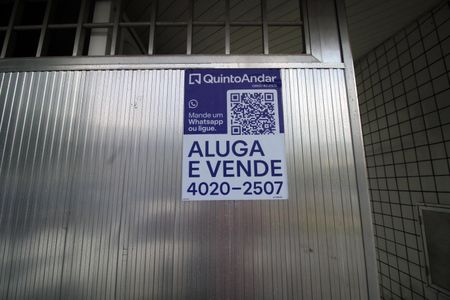 QuintoAndar
Mande um
Whatsapp
ou ligue.
ALUGA
E VENDE
4020-2507